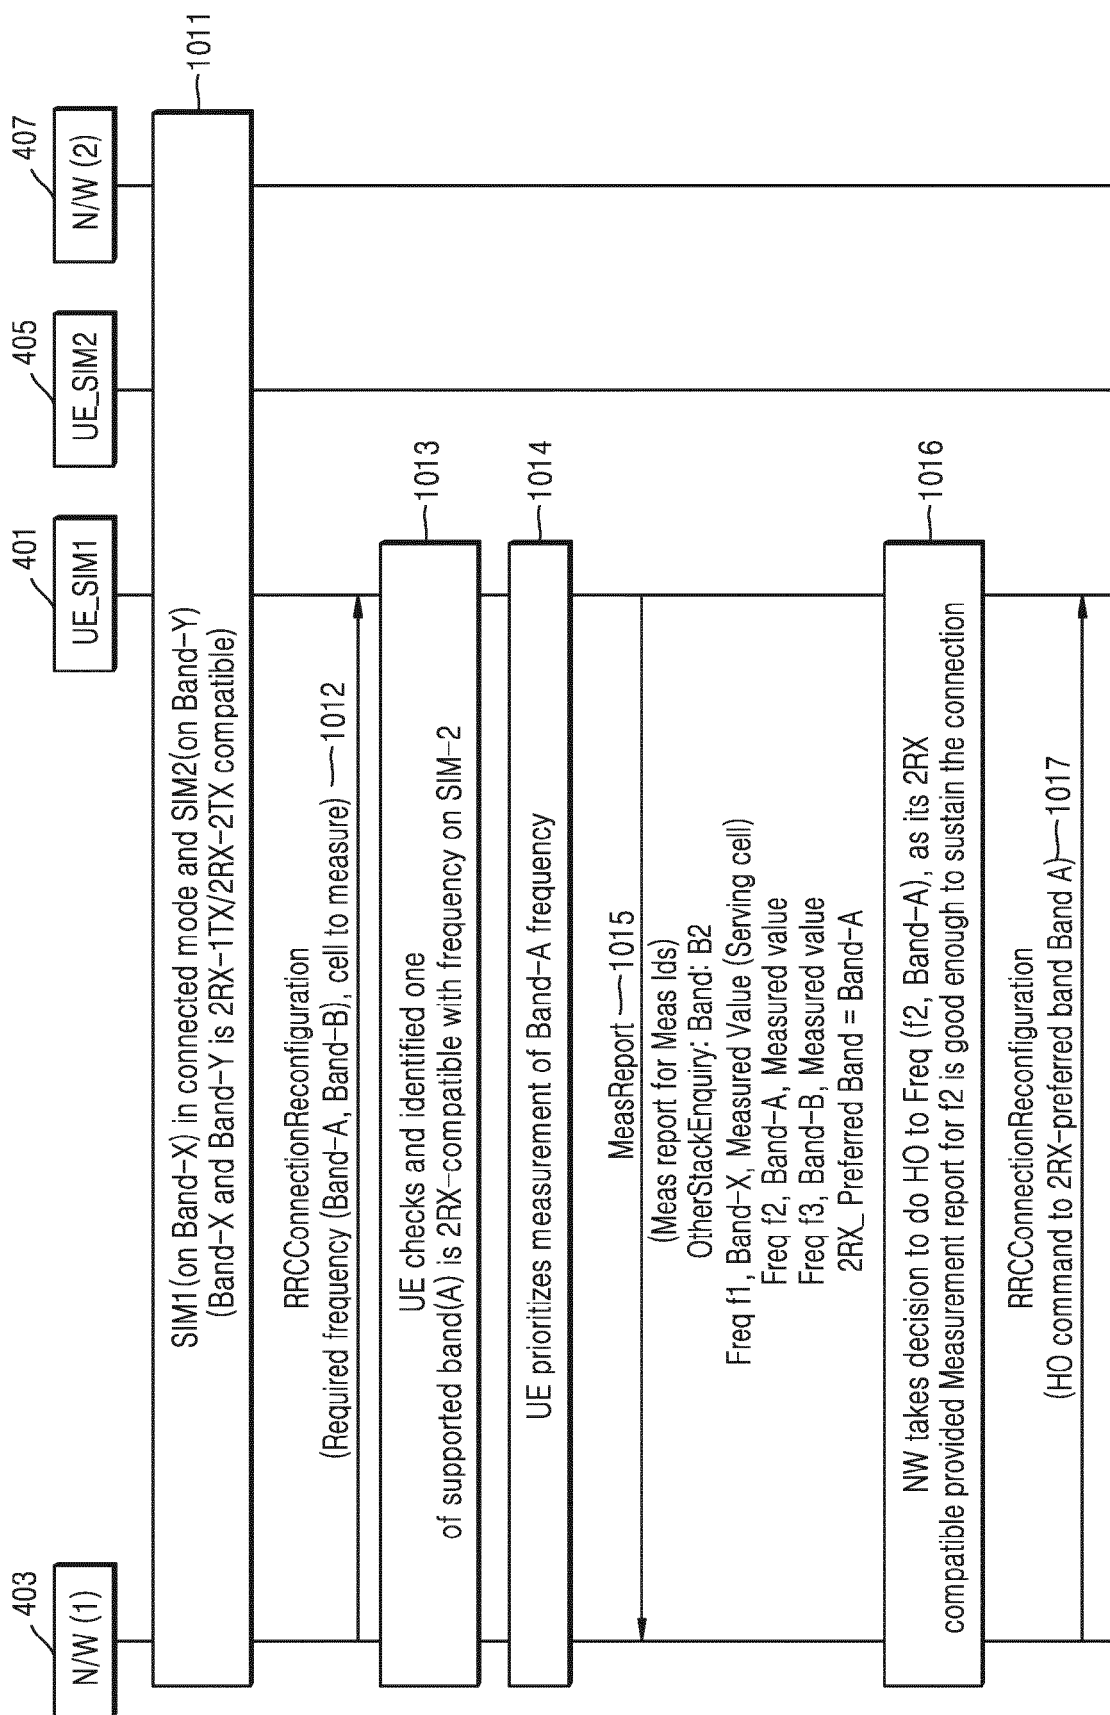 403
N/W (1)
401
UE_SIM1
405
UE_SIM2
407
N/W (2)
SIM1(on Band-X) in connected mode and SIM2(on Band-Y)
(Band-X and Band-Y is 2RX-1TX/2RX-2TX compatible)
1011
RRCConnectionReconfiguration
(Required frequency (Band-A, Band-B), cell to measure)
1012
UE checks and identified one
of supported band(A) is 2RX-compatible with frequency on SIM-2
1013
UE prioritizes measurement of Band-A frequency
1014
MeasReport
1015
(Meas report for Meas Ids)
OtherStackEnquiry: Band: B2
Freq f1, Band-X, Measured Value (Serving cell)
Freq f2, Band-A, Measured value
Freq f3, Band-B, Measured value
2RX_Preferred Band = Band-A
NW takes decision to do HO to Freq (f2, Band-A), as its 2RX
compatible provided Measurement report for f2 is good enough to sustain the connection
1016
RRCConnectionReconfiguration
(HO command to 2RX-preferred band Band A)
1017